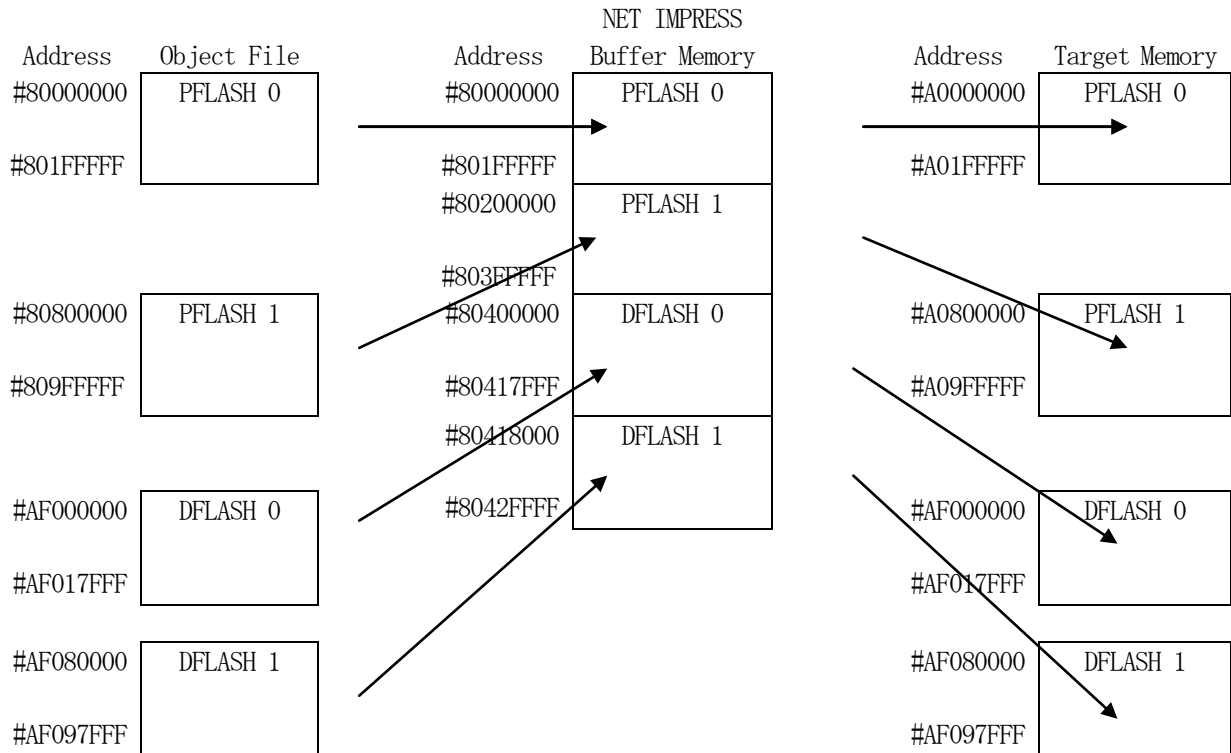 NET IMPRESS
Address Object File Address Buffer Memory Address Target Memory
#80000000 PFLASH 0 #80000000 PFLASH 0 #A0000000 PFLASH 0
#801FFFFF #801FFFFF #A01FFFFF
#80200000 PFLASH 1
#803FFFFF
#80800000 PFLASH 1 #80400000 DFLASH 0 #A0800000 PFLASH 1
#809FFFFF #80417FFF #A09FFFFF
#80418000 DFLASH 1
#AF000000 DFLASH 0 #8042FFFF #AF000000 DFLASH 0
#AF017FFF #AF017FFF
#AF080000 DFLASH 1 #AF080000 DFLASH 1
#AF097FFF #AF097FFF